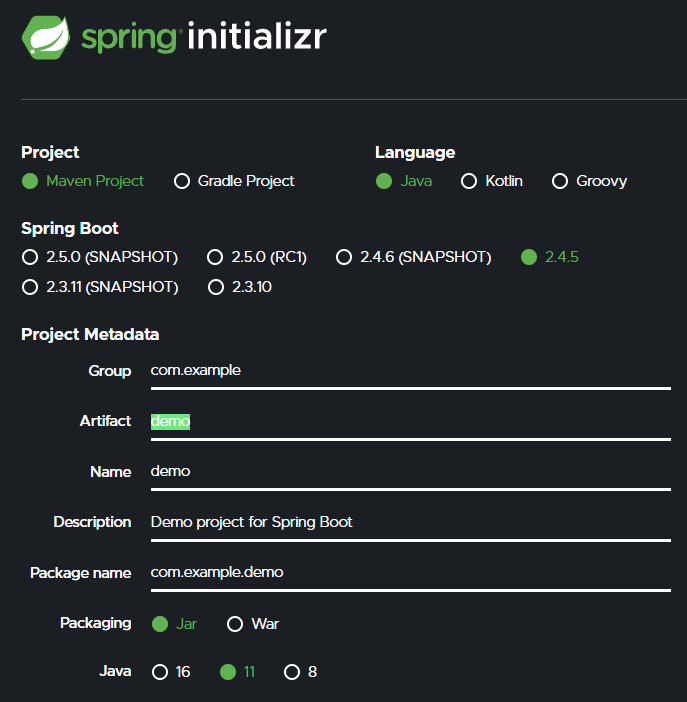 spring initializr
Project
Language
Maven Project Gradle Project
Java Kotlin Groovy
Spring Boot
2.5.0 (SNAPSHOT) 2.5.0 (RC1) 2.4.6 (SNAPSHOT) 2.4.5
2.3.11 (SNAPSHOT) 2.3.10
Project Metadata
Group com.example
Artifact demo
Name demo
Description Demo project for Spring Boot
Package name com.example.demo
Packaging Jar War
Java 16 11 8